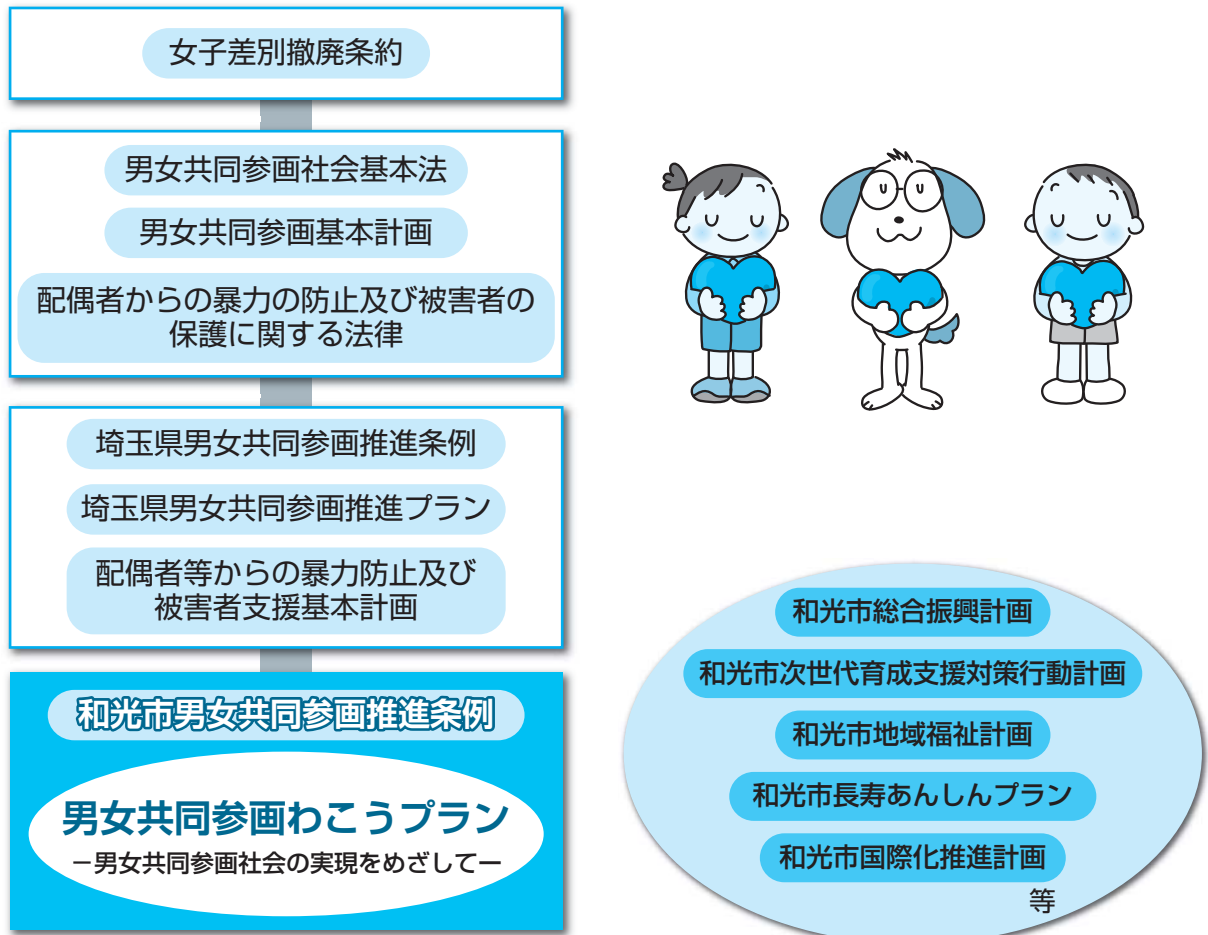 女子差別撤廃条約
男女共同参画社会基本法
男女共同参画基本計画
配偶者からの暴力の防止及び被害者の
保護に関する法律
埼玉県男女共同参画推進条例
埼玉県男女共同参画推進プラン
配偶者等からの暴力防止及び
被害者支援基本計画
和光市男女共同参画推進条例
男女共同参画わこうプラン
−男女共同参画社会の実現をめざしてー
和光市総合振興計画
和光市次世代育成支援対策行動計画
和光市地域福祉計画
和光市長寿あんしんプラン
和光市国際化推進計画
等